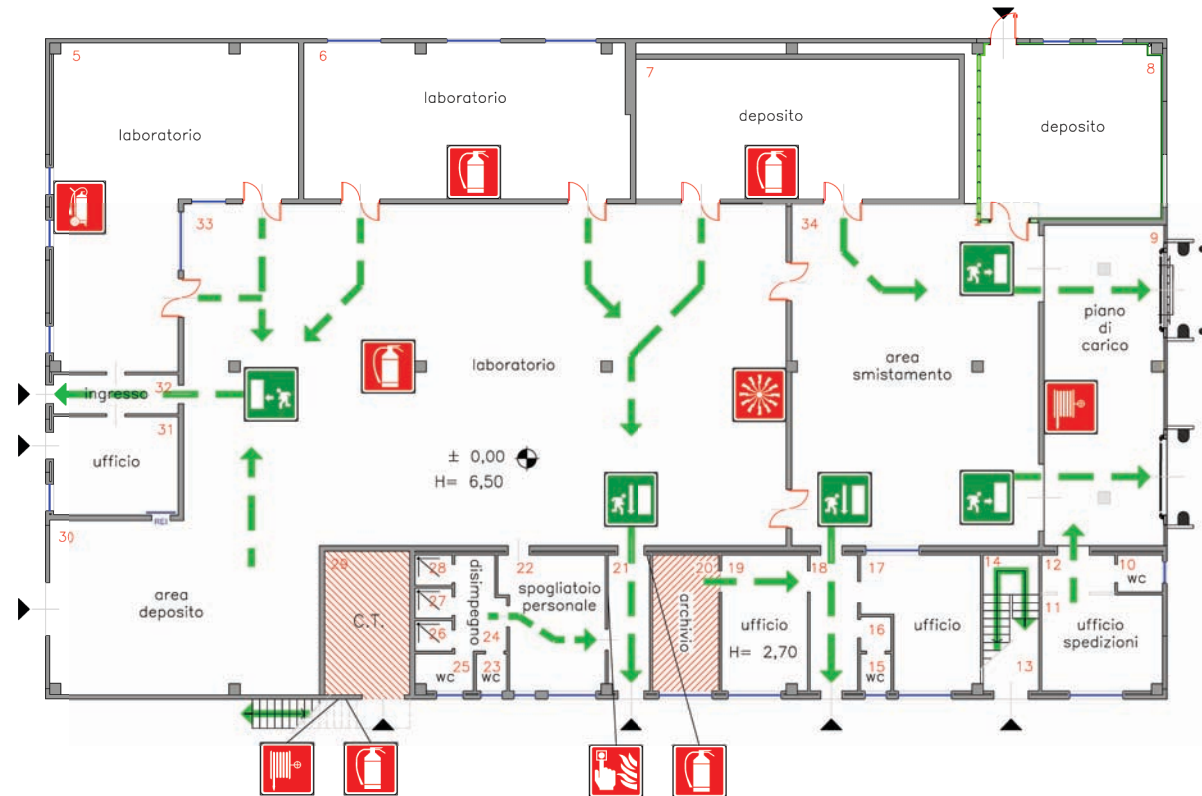 5
6
7
8
laboratorio
laboratorio
deposito
deposito
33
34
9
piano
di
carico
laboratorio
area
smistamento
ingresso
32
31
ufficio
± 0,00
H= 6,50
REI
30
area
deposito
29
C.T.
28
27
26
25
wc
disimpegno
24
23
wc
22
spogliatoio
personale
21
20
archivio
19
ufficio
H= 2,70
18
17
ufficio
16
15
wc
14
13
12
11
10
wc
ufficio
spedizioni